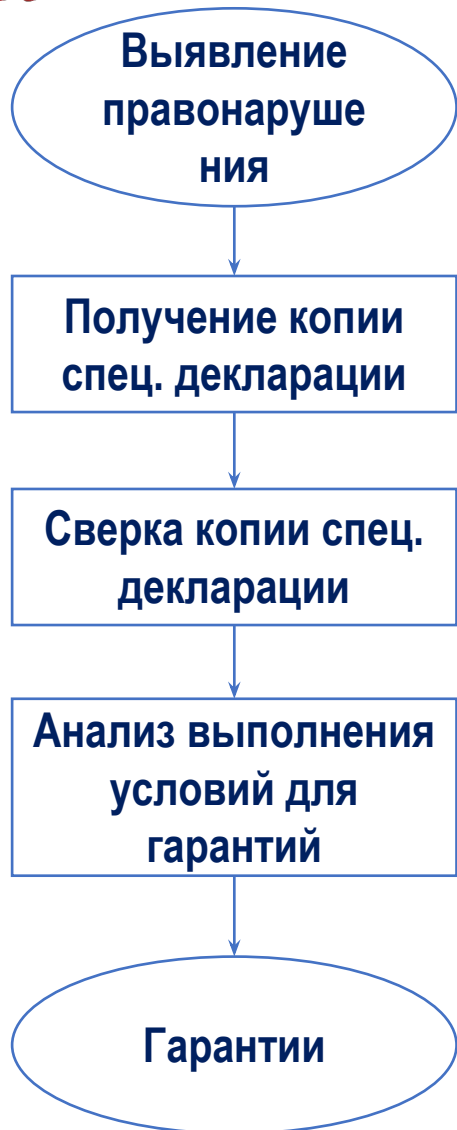 Выявление
правонаруше
ния
Получение копии
спец. декларации
Сверка копии спец.
декларации
Анализ выполнения
условий для
гарантий
Гарантии